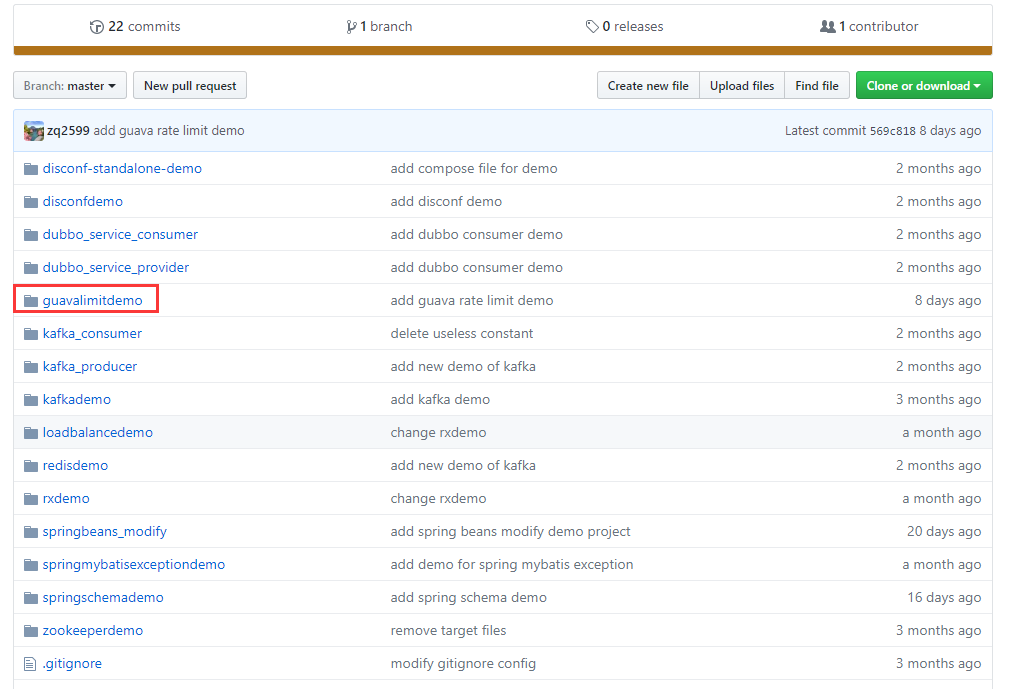 22 commits 1 branch 0 releases 1 contributor
Branch: master New pull request Create new file Upload files Find file Clone or download
zq2599 add guava rate limit demo Latest commit 569c818 8 days ago
disconf-standalone-demo add compose file for demo 2 months ago
disconfdemo add disconf demo 2 months ago
dubbo_service_consumer add dubbo consumer demo 2 months ago
dubbo_service_provider add dubbo consumer demo 2 months ago
guavalimitdemo add guava rate limit demo 8 days ago
kafka_consumer delete useless constant 2 months ago
kafka_producer add new demo of kafka 2 months ago
kafkademo add kafka demo 3 months ago
loadbalancedemo change rxdemo a month ago
redisdemo add new demo of kafka 2 months ago
rxdemo change rxdemo a month ago
springbeans_modify add spring beans modify demo project 20 days ago
springmybatisexceptiondemo add demo for spring mybatis exception a month ago
springschemademo add spring schema demo 16 days ago
zookeeperdemo remove target files 3 months ago
.gitignore modify gitignore config 3 months ago